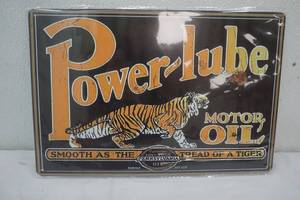 Power-lube
MOTOR
OIL
SMOOTH AS THE TREAD OF A TIGER
PENNSYLVANIA